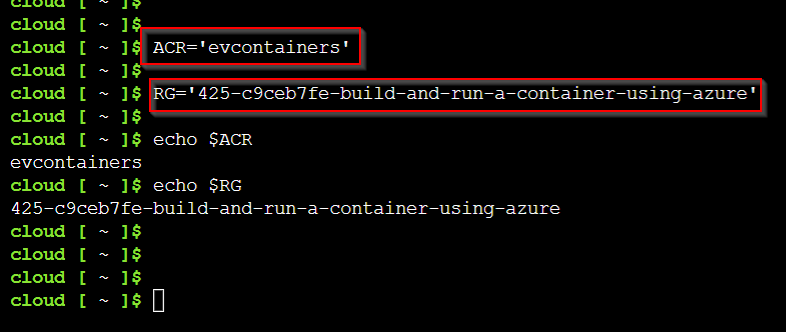 cloud [ ~ ]$
cloud [ ~ ]$
cloud [ ~ ]$ ACR='evcontainers'
cloud [ ~ ]$
cloud [ ~ ]$ RG='425-c9ceb7fe-build-and-run-a-container-using-azure'
cloud [ ~ ]$
cloud [ ~ ]$ echo $ACR
evcontainers
cloud [ ~ ]$ echo $RG
425-c9ceb7fe-build-and-run-a-container-using-azure
cloud [ ~ ]$
cloud [ ~ ]$
cloud [ ~ ]$
cloud [ ~ ]$